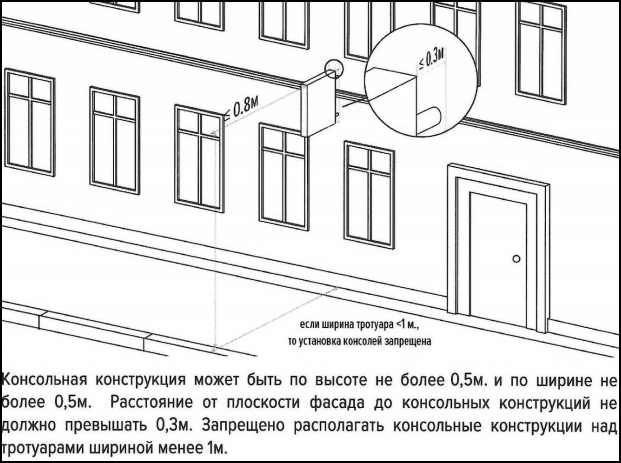 ≤ 0.3м
≤ 0.8м
если ширина тротуара <1 м.,
то установка консолей запрещена
Консольная конструкция может быть по высоте не более 0,5м. и по ширине не
более 0,5м. Расстояние от плоскости фасада до консольных конструкций не
должно превышать 0,3м. Запрещено располагать консольные конструкции над
тротуарами шириной менее 1м.